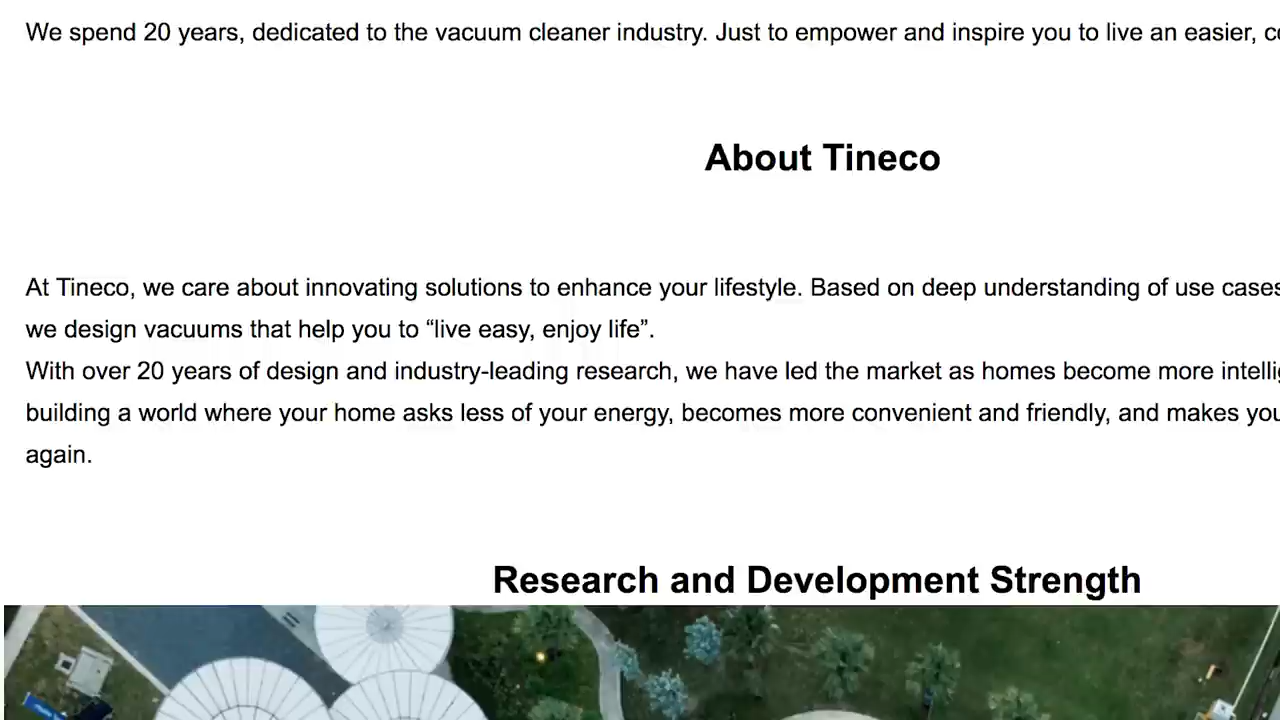 We spend 20 years, dedicated to the vacuum cleaner industry. Just to empower and inspire you to live an easier,
About Tineco
At Tineco, we care about innovating solutions to enhance your lifestyle. Based on deep understanding of use cases
we design vacuums that help you to “live easy, enjoy life”.
With over 20 years of design and industry-leading research, we have led the market as homes become more
building a world where your home asks less of your energy, becomes more convenient and friendly, and makes
again.
Research and Development Strength